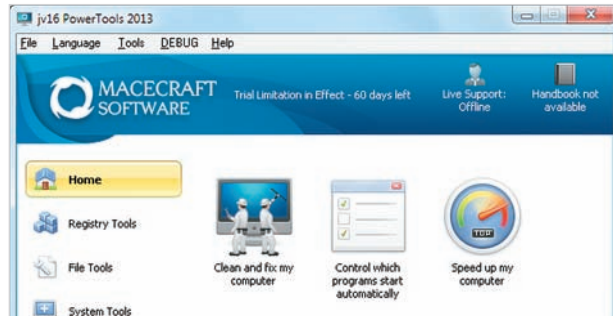 jv16 PowerTools 2013
File Language Tools DEBUG Help
MACECRAFT
SOFTWARE
Trial Limitation in Effect - 60 days left
Live Support:
Offline
Handbook not
available
Home
Registry Tools
File Tools
System Tools
Clean and fix my
computer
Control which
programs start
automatically
Speed up my
computer